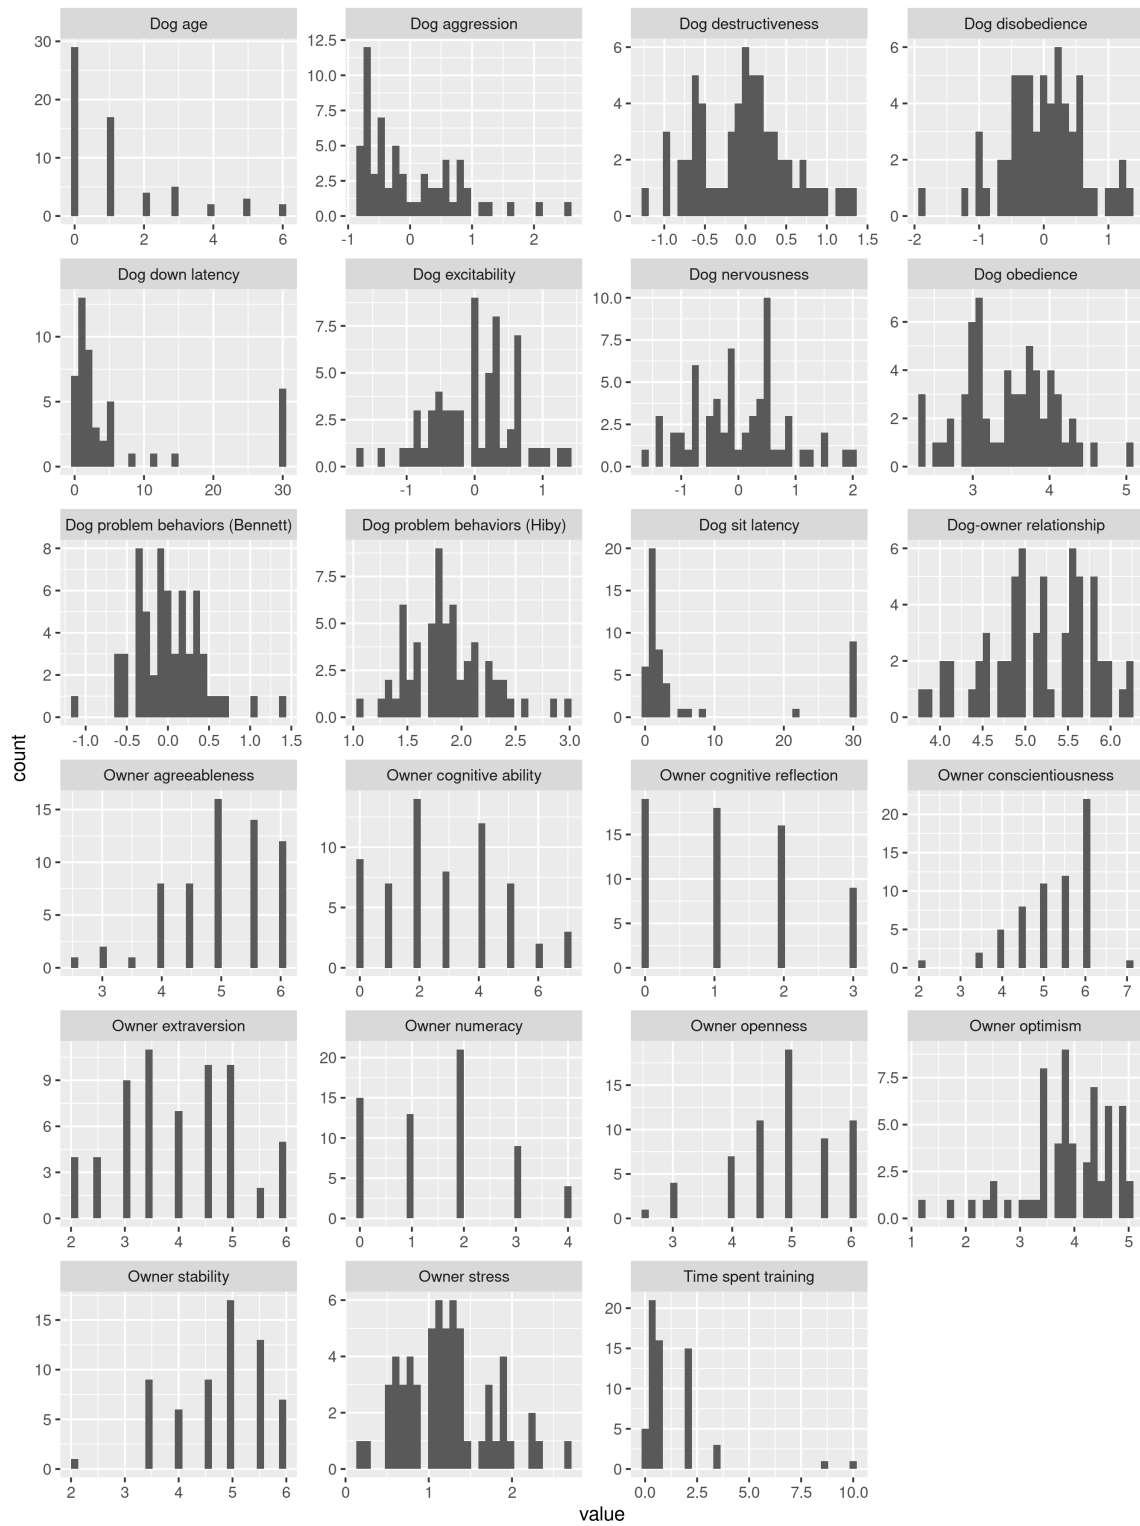 Dog age
Dog aggression
Dog destructiveness
Dog disobedience
30
20
10
0
12.5
10.0
7.5
5.0
2.5
0.0
6
4
2
0
6
4
2
0
0 2 4 6
-1 0 1 2
-1.0 -0.5 0.0 0.5 1.0 1.5
-2 -1 0 1
Dog down latency
Dog excitability
Dog nervousness
Dog obedience
10
5
0
7.5
5.0
2.5
0.0
10.0
7.5
5.0
2.5
0.0
6
4
2
0
0 10 20 30
-1 0 1
-1 0 1 2
3 4 5
Dog problem behaviors (Bennett)
Dog problem behaviors (Hiby)
Dog sit latency
Dog-owner relationship
8
6
4
2
0
7.5
5.0
2.5
0.0
20
15
10
5
0
6
4
2
0
-1.0 -0.5 0.0 0.5 1.0 1.5
1.0 1.5 2.0 2.5 3.0
0 10 20 30
4.0 4.5 5.0 5.5 6.0
count
Owner agreeableness
Owner cognitive ability
Owner cognitive reflection
Owner conscientiousness
15
10
5
0
10
5
0
15
10
5
0
20
15
10
5
0
3 4 5 6
0 2 4 6
0 1 2 3
2 3 4 5 6 7
Owner extraversion
Owner numeracy
Owner openness
Owner optimism
9
6
3
0
20
15
10
5
0
15
10
5
0
7.5
5.0
2.5
0.0
2 3 4 5 6
0 1 2 3 4
3 4 5 6
1 2 3 4 5
Owner stability
Owner stress
Time spent training
15
10
5
0
6
4
2
0
20
15
10
5
0
2 3 4 5 6
0 1 2
0.0 2.5 5.0 7.5 10.0
value